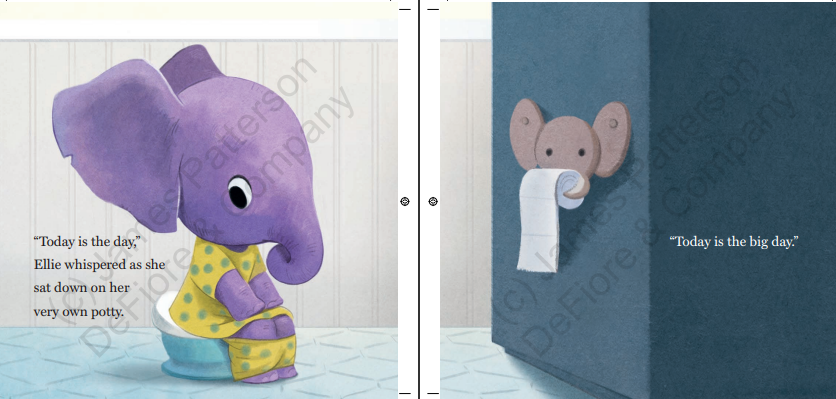 “Today is the day,”
Ellie whispered as she
sat down on her
very own potty.
(c) James Patterson
DeFiore & Company
“Today is the big day.”
(c) James Patterson
DeFiore & Company